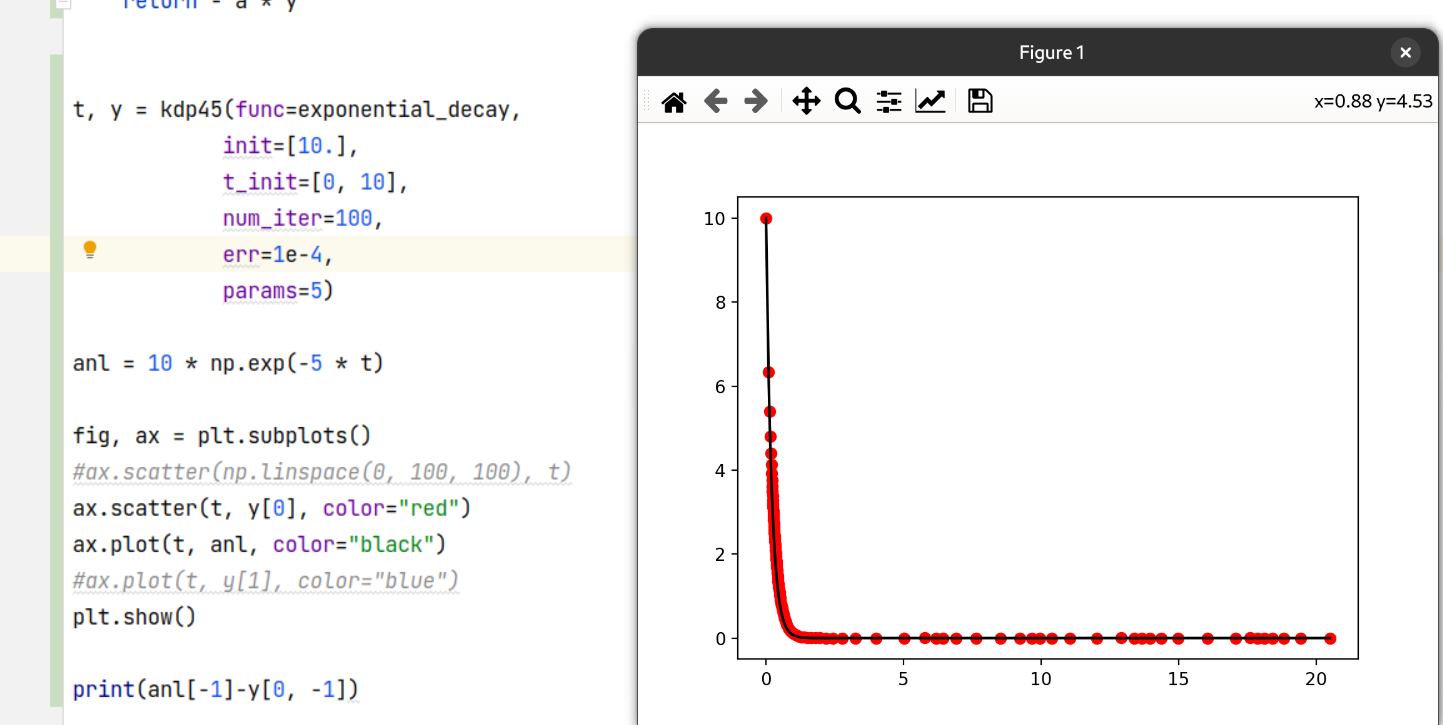 return - a * y
t, y = kdp45(func=exponential_decay,
init=[10.],
t_init=[0, 10],
num_iter=100,
err=1e-4,
params=5)
anl = 10 * np.exp(-5 * t)
fig, ax = plt.subplots()
#ax.scatter(np.linspace(0, 100, 100), t)
ax.scatter(t, y[0], color="red")
ax.plot(t, anl, color="black")
#ax.plot(t, y[1], color="blue")
plt.show()
print(anl[-1]-y[0, -1])
Figure 1
x=0.88 y=4.53
10
8
6
4
2
0
0 5 10 15 20